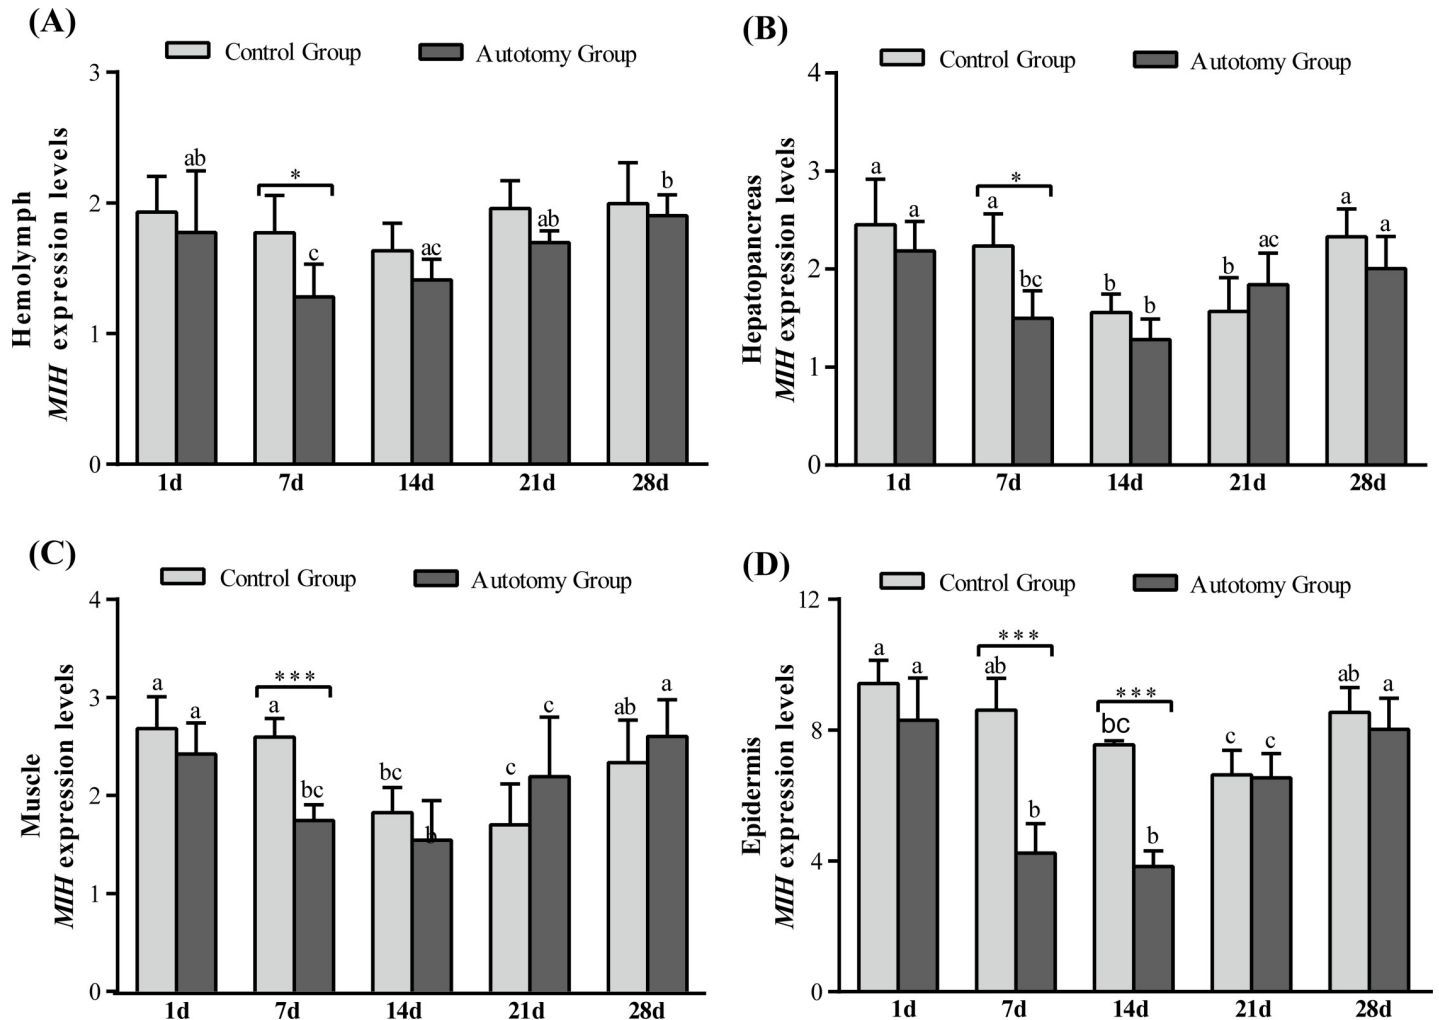 (A)
Control Group
Autotomy Group
Hemolymph
MIH expression levels
3
2
1
0
ab
*
c
ac
ab
b
1d
7d
14d
21d
28d
(B)
Control Group
Autotomy Group
Hepatopancreas
MIH expression levels
4
3
2
1
0
a
a
*
a
bc
b
b
b
ac
a
a
1d
7d
14d
21d
28d
(C)
Control Group
Autotomy Group
Muscle
MIH expression levels
4
3
2
1
0
a
a
***
a
bc
bc
b
c
c
ab
a
1d
7d
14d
21d
28d
(D)
Control Group
Autotomy Group
Epidermis
MIH expression levels
12
8
4
0
a
a
***
ab
b
***
bc
b
c
c
ab
a
1d
7d
14d
21d
28d